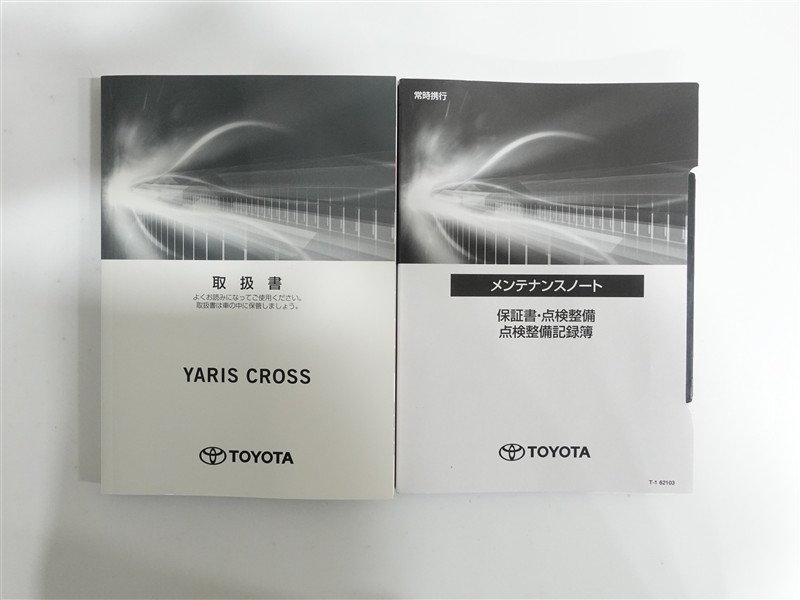 取扱書
よくお読みになってご使用ください。
取扱書は車の中に保管しましょう。
YARIS CROSS
TOYOTA
常時携行
メンテナンスノート
保証書・点検整備
点検整備記録簿
TOYOTA
T-1 62103